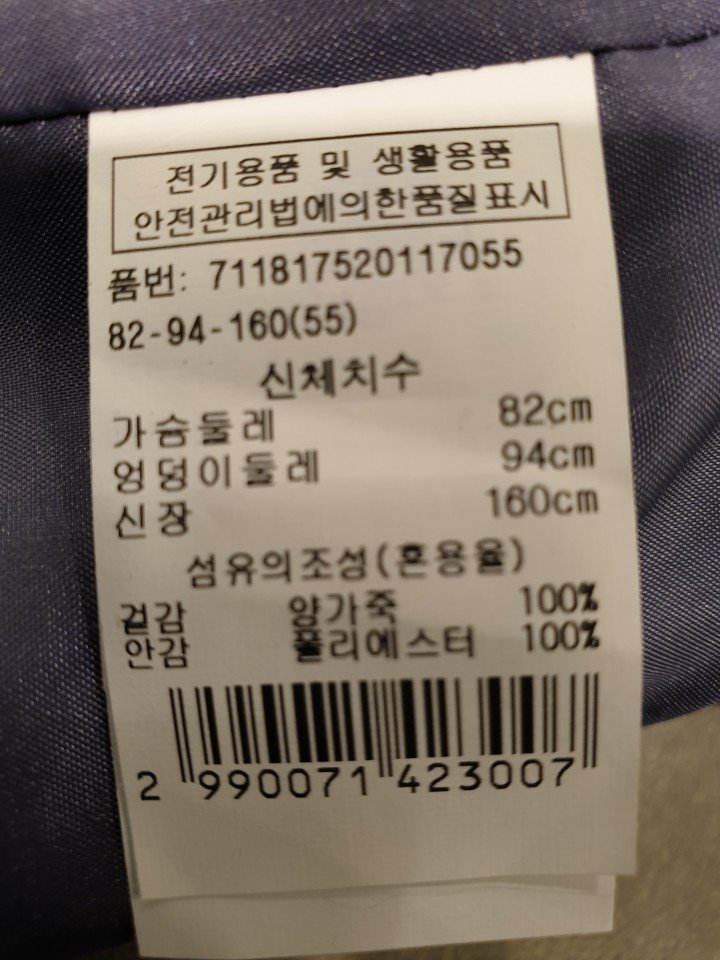 전기용품 및 생활용품
안전관리법에의한품질표시
품번: 711817520117055
82-94-160(55)
신체치수
가슴둘레 82cm
엉덩이둘레 94cm
신장 160cm
섬유의조성(혼용율)
겉감 양가죽 100%
안감 폴리에스터 100%
2 990071 423007